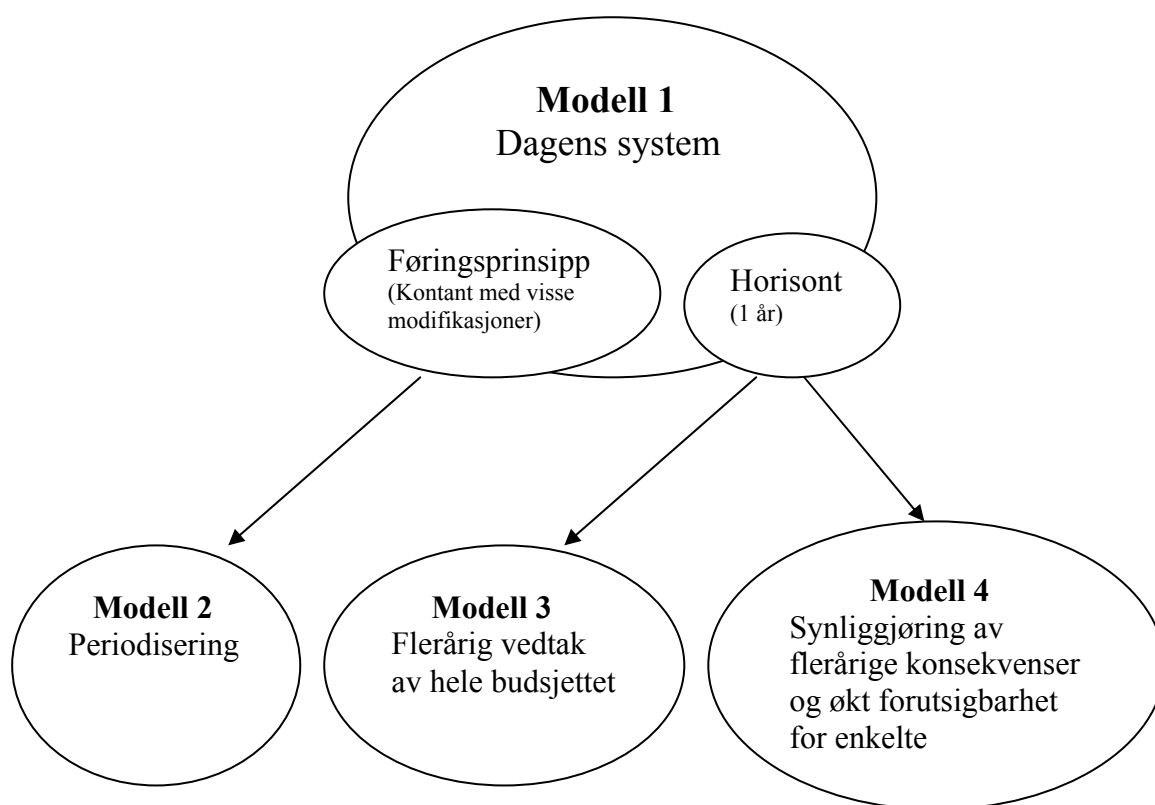 Modell 1
Dagens system
Føringsprinsipp
(Kontant med visse
modifikasjoner)
Horisont
(1 år)
Modell 2
Periodisering
Modell 3
Flerårig vedtak
av hele budsjettet
Modell 4
Synliggjøring av
flerårige konsekvenser
og økt forutsigbarhet
for enkelte